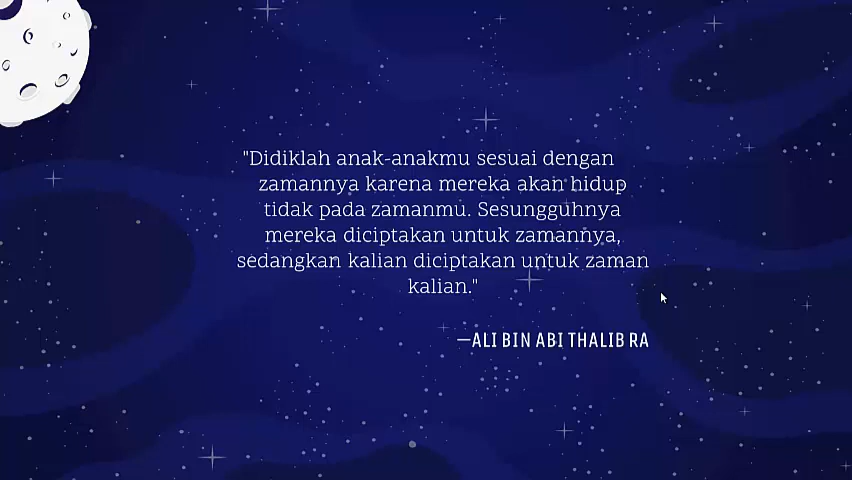 "Didiklah anak-anakmu sesuai dengan
zamannya karena mereka akan hidup
tidak pada zamanmu. Sesungguhnya
mereka diciptakan untuk zamannya,
sedangkan kalian diciptakan untuk zaman
kalian."
—ALI BIN ABI THALIB RA